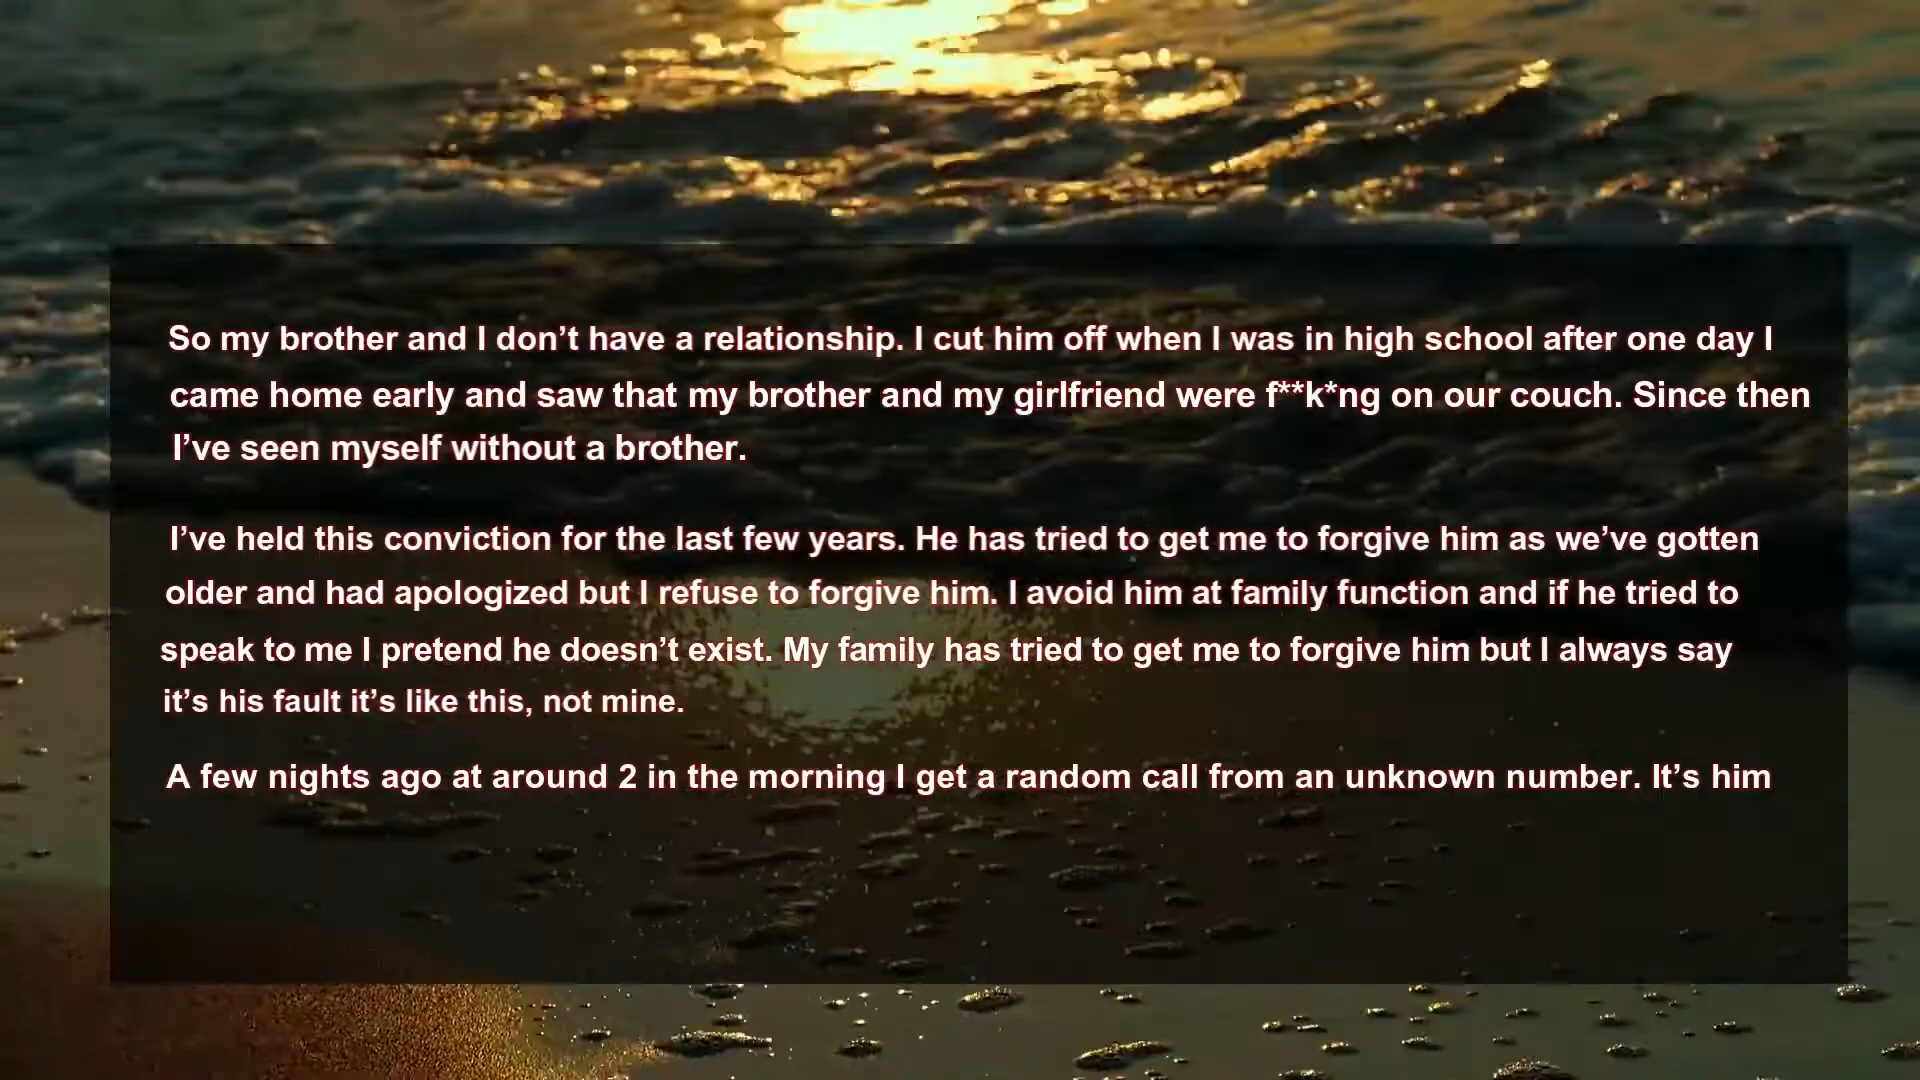 So my brother and I don’t have a relationship. I cut him off when I was in high school after one day I
came home early and saw that my brother and my girlfriend were f**k*ng on our couch. Since then
I’ve seen myself without a brother.
I’ve held this conviction for the last few years. He has tried to get me to forgive him as we’ve gotten
older and had apologized but I refuse to forgive him. I avoid him at family function and if he tried to
speak to me I pretend he doesn’t exist. My family has tried to get me to forgive him but I always say
it’s his fault it’s like this, not mine.
A few nights ago at around 2 in the morning I get a random call from an unknown number. It’s him